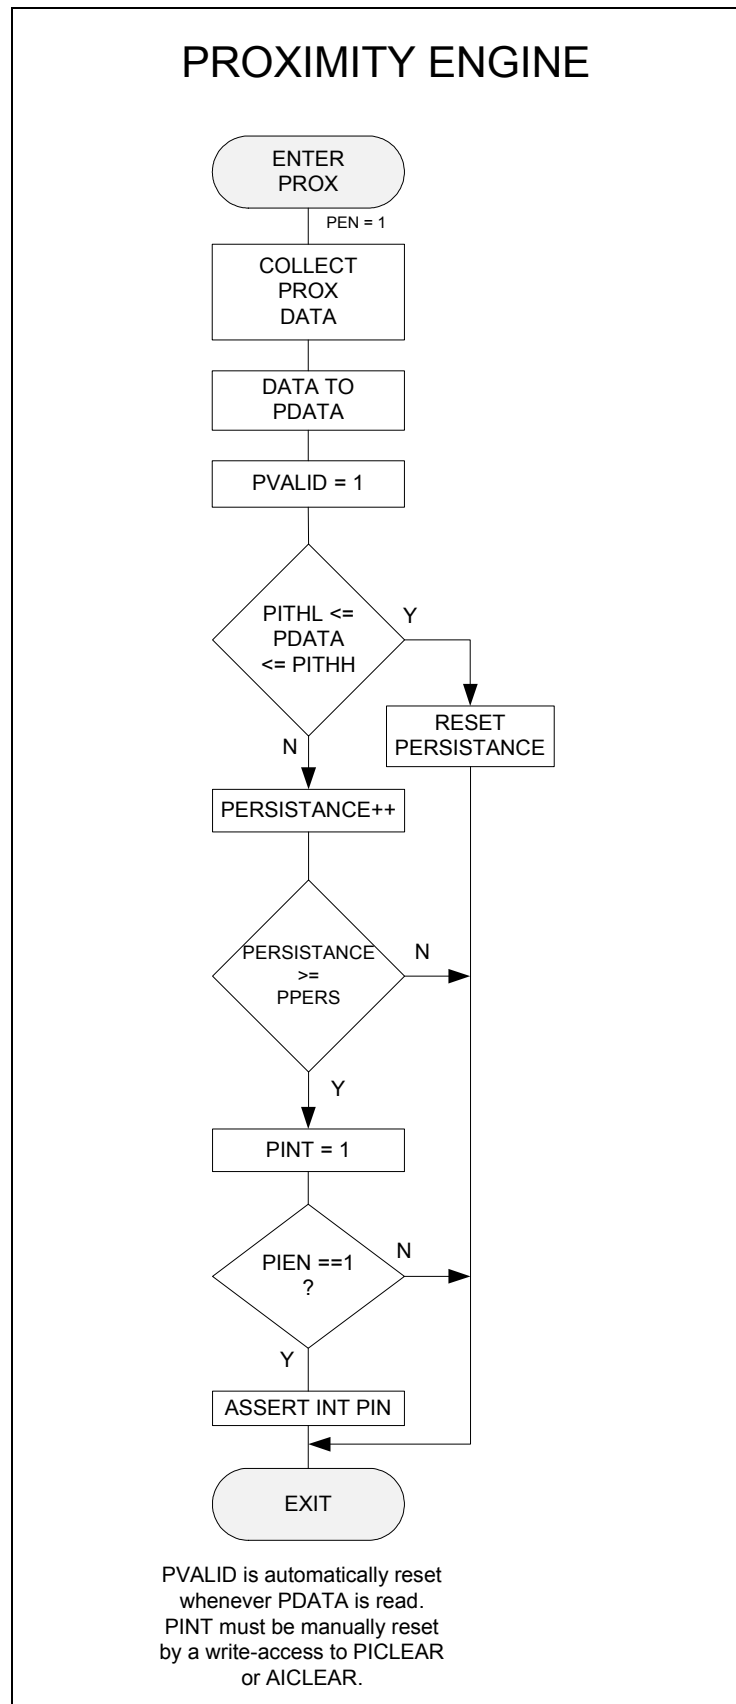 PROXIMITY ENGINE
ENTER
PROX
PEN = 1
COLLECT
PROX
DATA
DATA TO
PDATA
PVALID = 1
PITHL <=
PDATA
<= PITHH
Y
RESET
PERSISTANCE
N
PERSISTANCE++
PERSISTANCE
>=
PPERS
N
Y
PINT = 1
PIEN ==1
?
N
Y
ASSERT INT PIN
EXIT
PVALID is automatically reset
whenever PDATA is read.
PINT must be manually reset
by a write-access to PICLEAR
or AICLEAR.